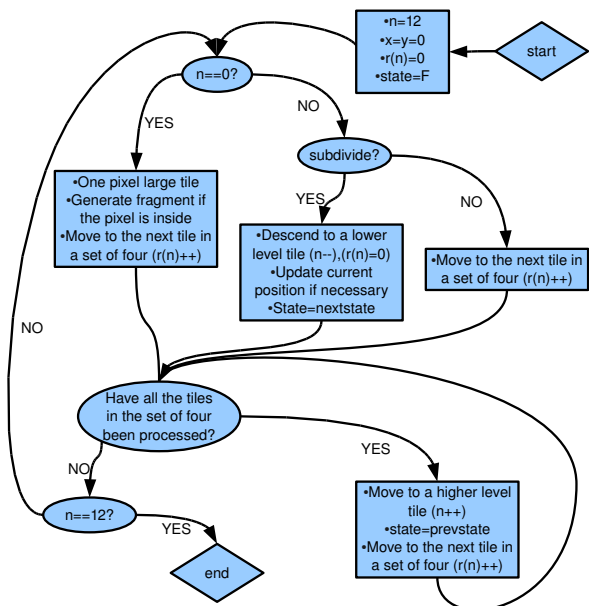 start
•n=12
•x=y=0
•r(n)=0
•state=F
n==0?
YES
NO
subdivide?
•One pixel large tile
•Generate fragment if
the pixel is inside
•Move to the next tile in
a set of four (r(n)++)
YES
NO
•Descend to a lower
level tile (n--),(r(n)=0)
•Update current
position if necessary
•State=nextstate
•Move to the next tile in
a set of four (r(n)++)
NO
Have all the tiles
in the set of four
been processed?
YES
NO
n==12?
YES
end
•Move to a higher level
tile (n++)
•state=prevstate
•Move to the next tile in
a set of four (r(n)++)